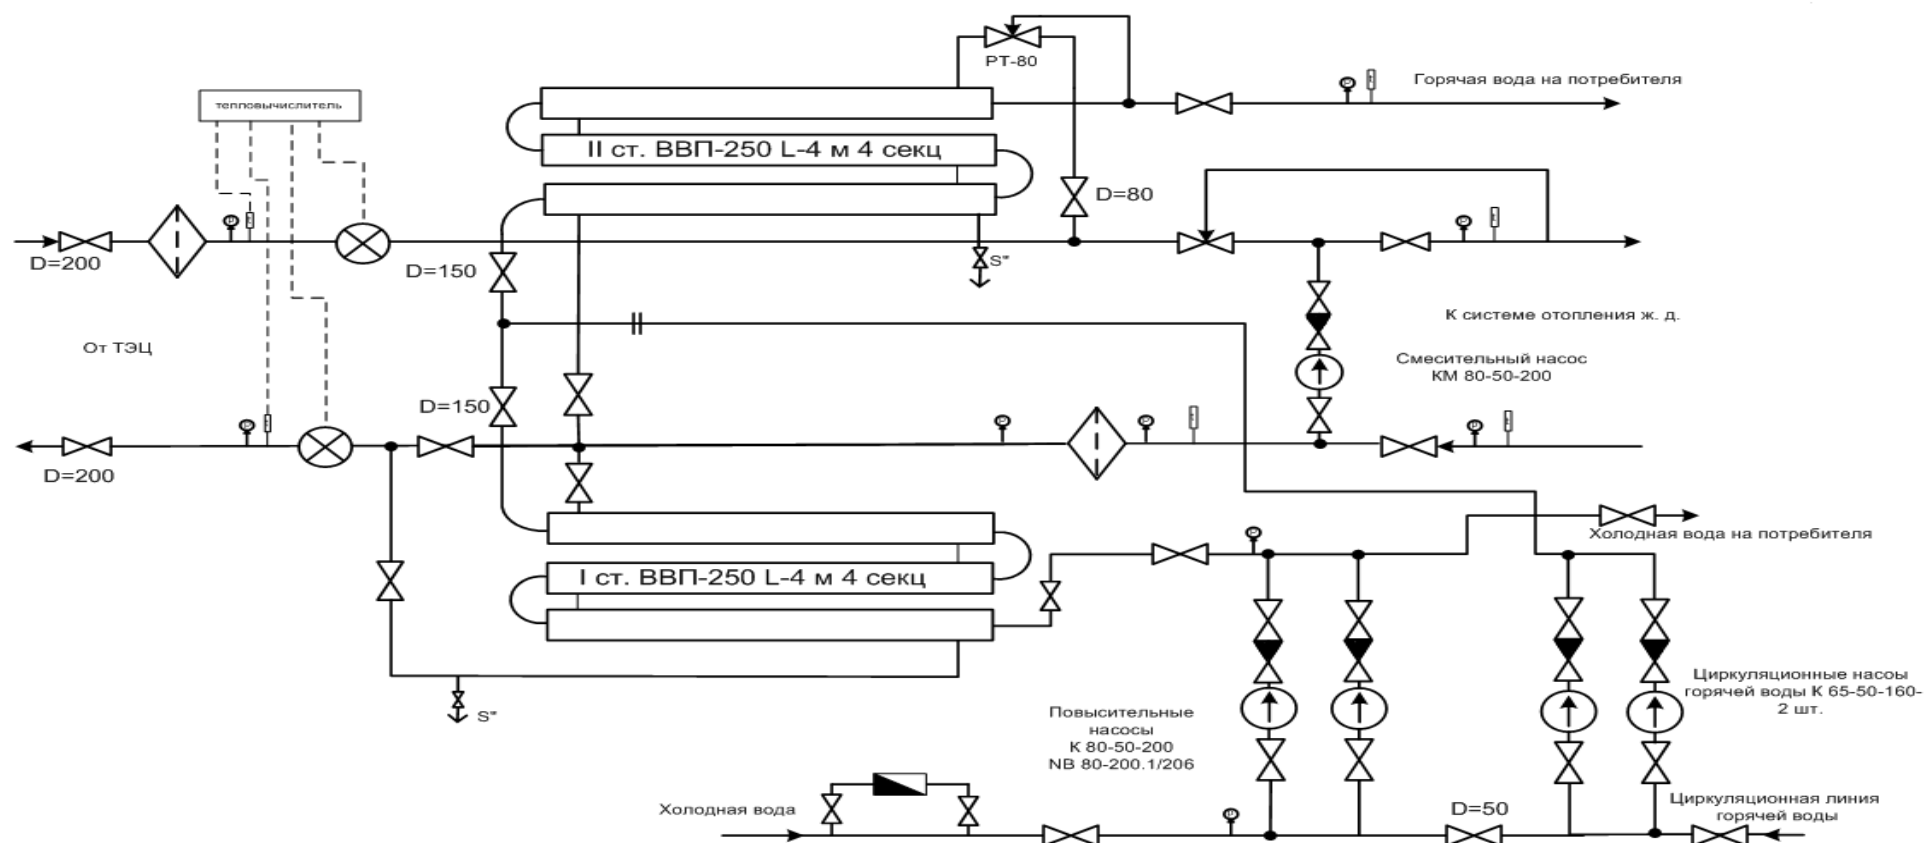 РТ-80
Горячая вода на потребителя
тепловычислитель
II ст. ВВП-250 L-4 м 4 секц
D=80
D=200
D=150
S"
От ТЭЦ
К системе отопления ж. д.
Смесительный насос
КМ 80-50-200
D=150
D=200
Холодная вода на потребителя
I ст. ВВП-250 L-4 м 4 секц
S"
Циркуляционные насоы
горячей воды К 65-50-160-
2 шт.
Повысительные
насосы
К 80-50-200
NB 80-200.1/206
Холодная вода
D=50
Циркуляционная линия
горячей воды